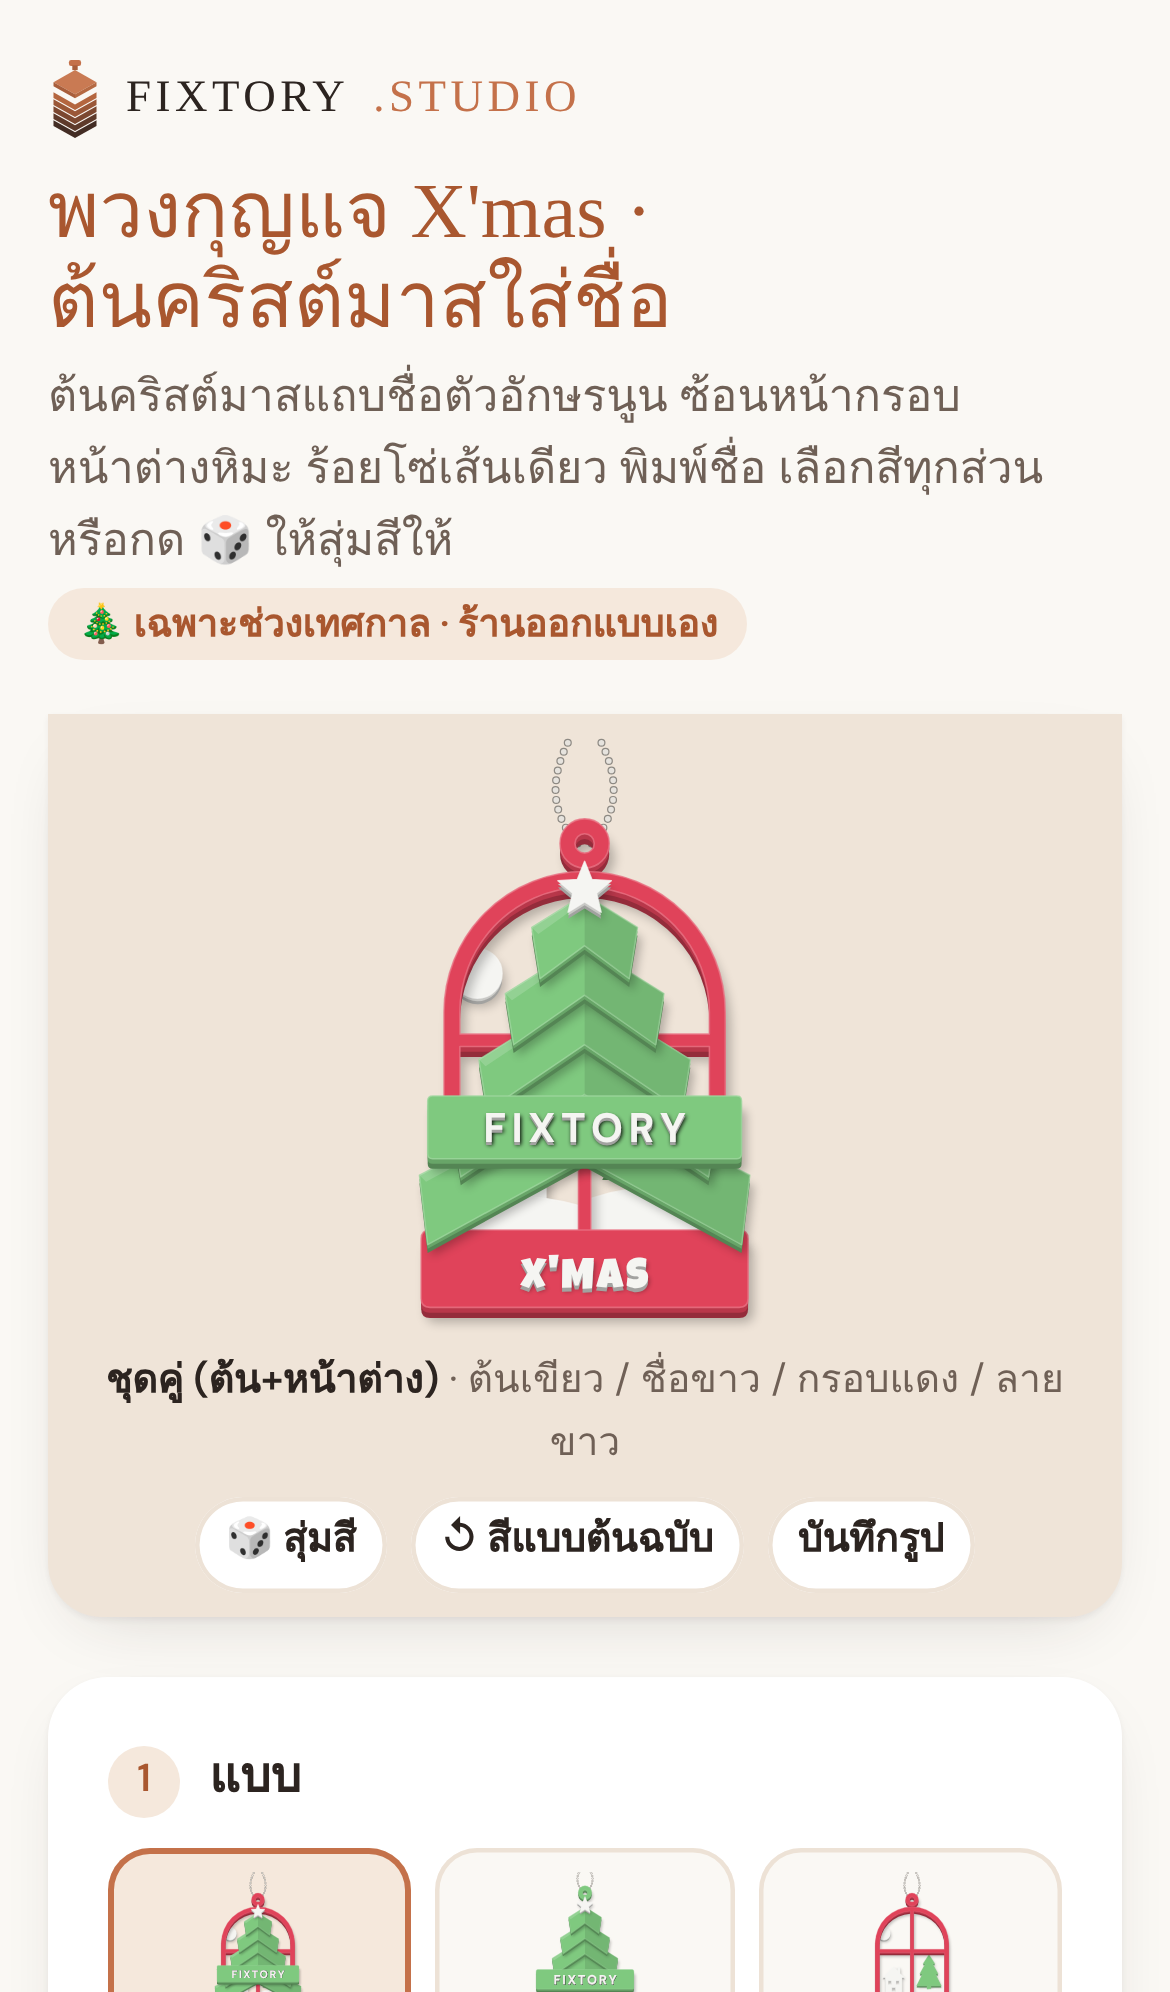 FIXTORY .STUDIO
พวงกุญแจ X'mas ·
ต้นคริสต์มาสใส่ชื่อ
ต้นคริสต์มาสแถบชื่อตัวอักษรนูน ซ้อนหน้ากรอบ
หน้าต่างหิมะ ร้อยโซ่เส้นเดียว พิมพ์ชื่อ เลือกสีทุกส่วน
หรือกด 🎲 ให้สุ่มสีให้
🎄 เฉพาะช่วงเทศกาล · ร้านออกแบบเอง
FIXTORY
X'MAS
ชุดคู่ (ต้น+หน้าต่าง) · ต้นเขียว / ชื่อขาว / กรอบแดง / ลาย
ขาว
🎲 สุ่มสี ↺ สีแบบต้นฉบับ บันทึกรูป
1 แบบ
FIXTORY FIXTORY